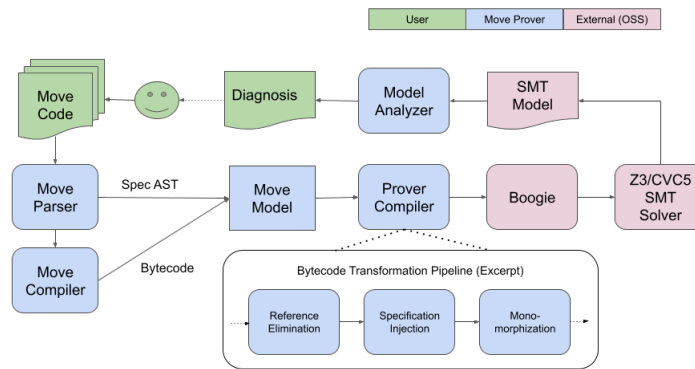 User
Move Prover
External (OSS)
Move
Code
Diagnosis
Model
Analyzer
SMT
Model
Move
Parser
Spec AST
Move
Model
Prover
Compiler
Boogie
Z3/CVC5
SMT
Solver
Move
Compiler
Bytecode
Bytecode Transformation Pipeline (Excerpt)
Reference
Elimination
Specification
Injection
Mono-
morphization